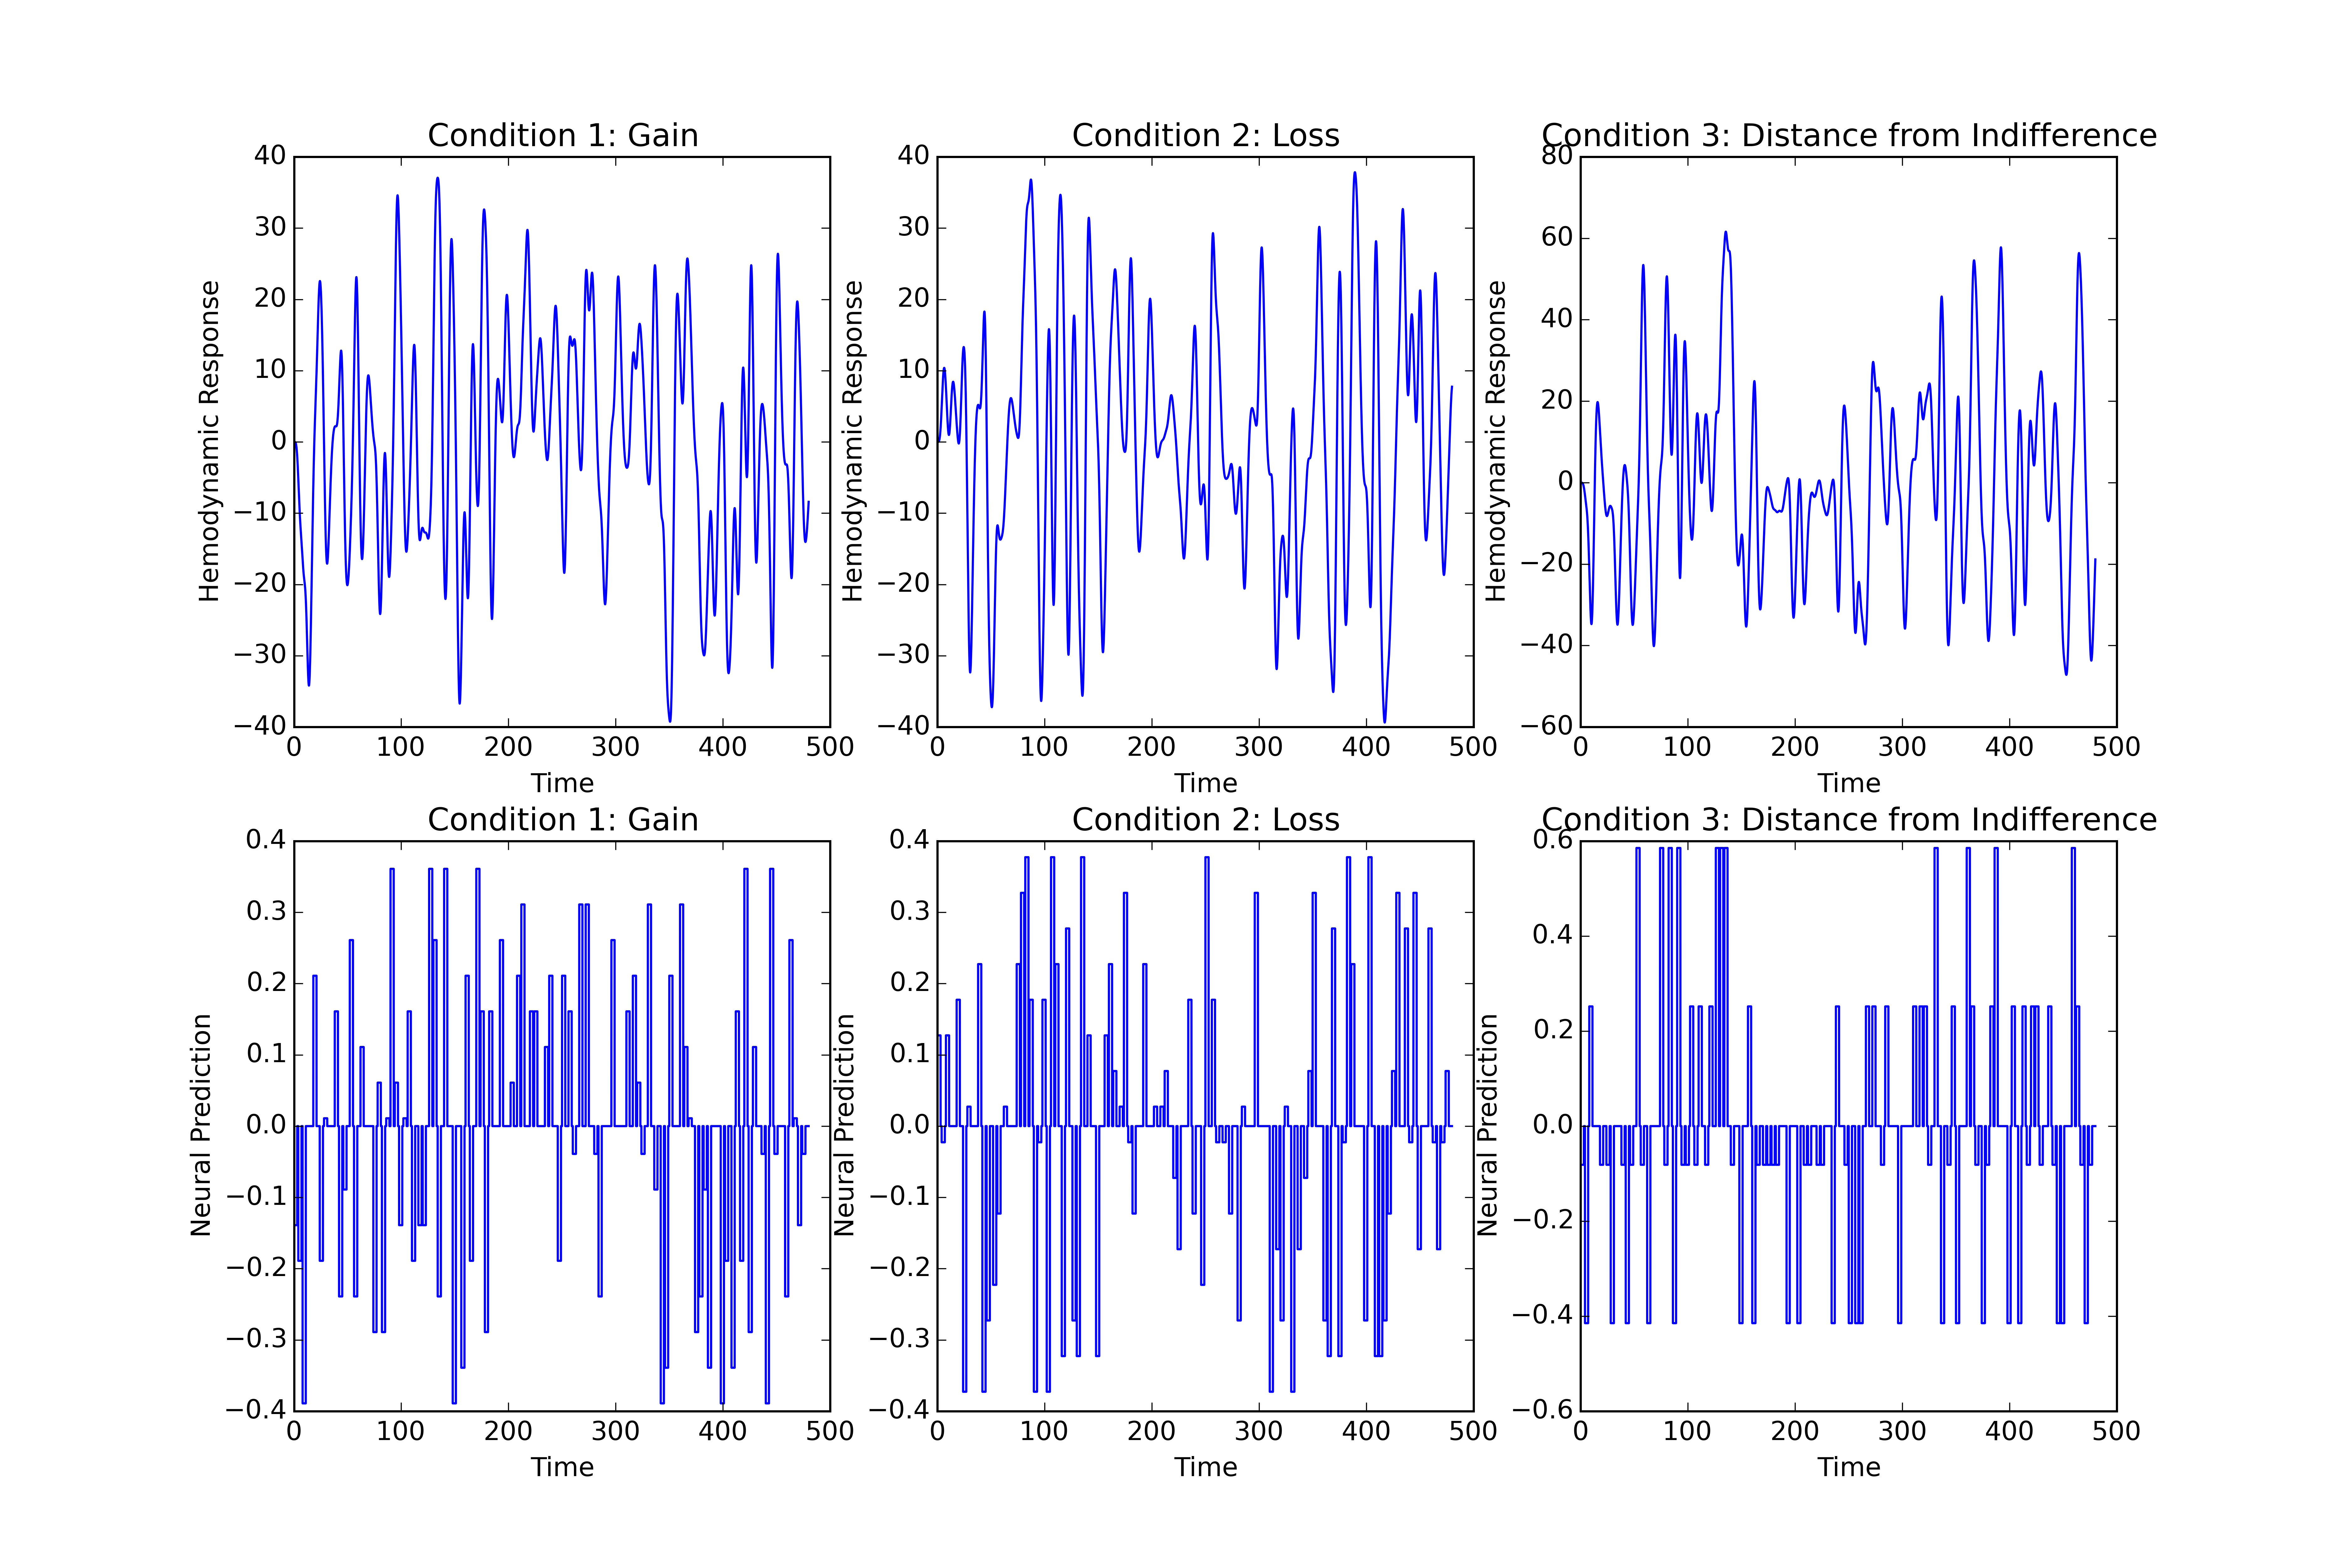 Condition 1: Gain
Condition 2: Loss
Condition 3: Distance from Indifference
40
30
20
10
0
−10
−20
−30
−40
Hemodynamic Response
0 100 200 300 400 500
Time
40
30
20
10
0
−10
−20
−30
−40
Hemodynamic Response
0 100 200 300 400 500
Time
80
60
40
20
0
−20
−40
−60
Hemodynamic Response
0 100 200 300 400 500
Time
Condition 1: Gain
Condition 2: Loss
Condition 3: Distance from Indifference
0.4
0.3
0.2
0.1
0.0
−0.1
−0.2
−0.3
−0.4
Neural Prediction
0 100 200 300 400 500
Time
0.4
0.3
0.2
0.1
0.0
−0.1
−0.2
−0.3
−0.4
Neural Prediction
0 100 200 300 400 500
Time
0.6
0.4
0.2
0.0
−0.2
−0.4
−0.6
Neural Prediction
0 100 200 300 400 500
Time